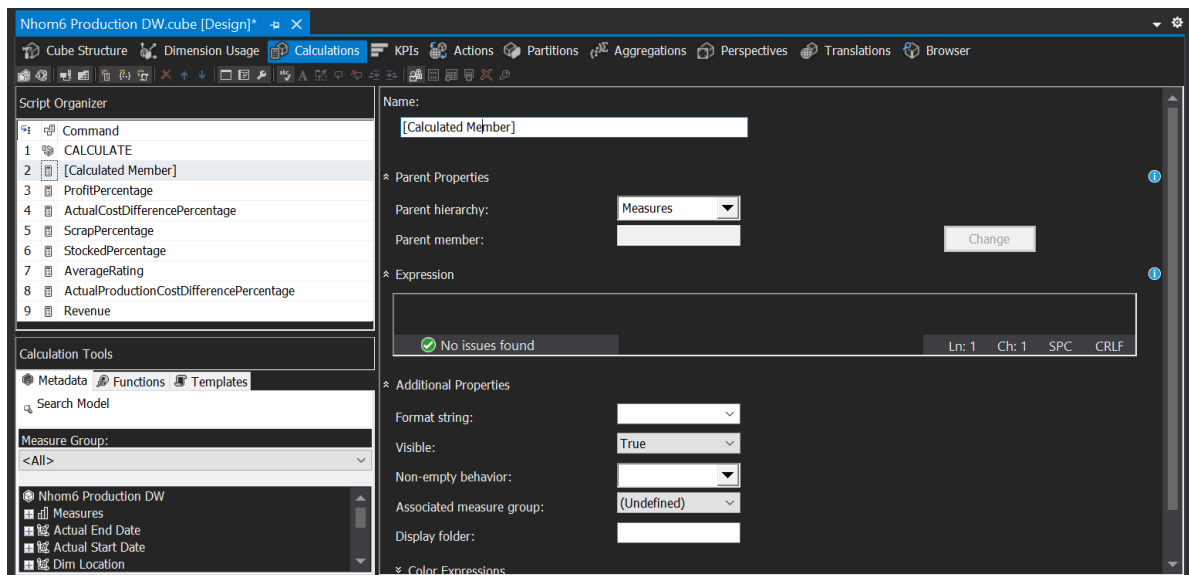 Nhom6 Production DW.cube [Design]*
Cube Structure Dimension Usage Calculations KPIs Actions Partitions Aggregations Perspectives Translations Browser
Script Organizer
Command
1 CALCULATE
2 [Calculated Member]
3 ProfitPercentage
4 ActualCostDifferencePercentage
5 ScrapPercentage
6 StockedPercentage
7 AverageRating
8 ActualProductionCostDifferencePercentage
9 Revenue
Calculation Tools
Metadata Functions Templates
Search Model
Measure Group:
<All>
Nhom6 Production DW
Measures
Actual End Date
Actual Start Date
Dim Location
Name:
[Calculated Member]
Parent Properties
Parent hierarchy: Measures
Parent member: Change
Expression
No issues found Ln: 1 Ch: 1 SPC CRLF
Additional Properties
Format string:
Visible: True
Non-empty behavior:
Associated measure group: (Undefined)
Display folder:
Color Expressions